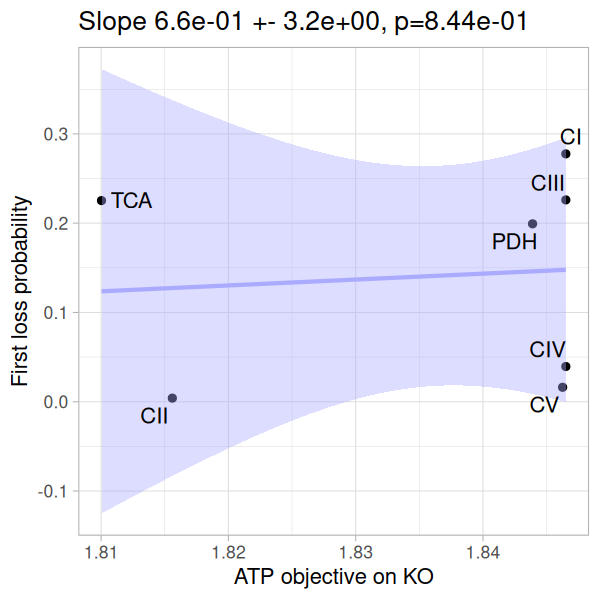 Slope 6.6e-01 +- 3.2e+00, p=8.44e-01
First loss probability
0.3
0.2
0.1
0.0
-0.1
CI
CIII
TCA
PDH
CIV
CV
CII
1.81
1.82
1.83
1.84
ATP objective on KO